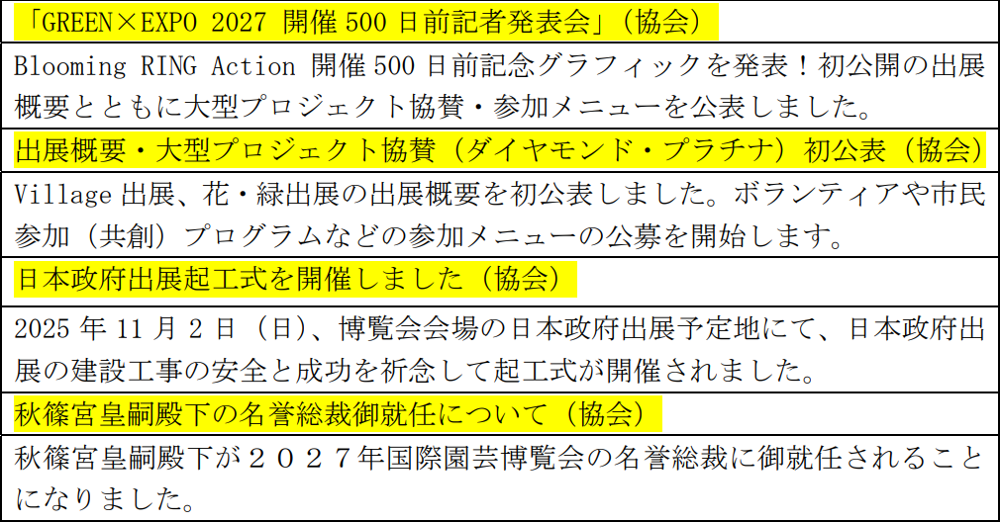 「GREEN×EXPO 2027 開催 500 日前記者発表会」（協会）
Blooming RING Action 開催 500 日前記念グラフィックを発表！初公開の出展
概要とともに大型プロジェクト協賛・参加メニューを公表しました。
出展概要・大型プロジェクト協賛（ダイヤモンド・プラチナ）初公表（協会）
Village 出展、花・緑出展の出展概要を初公表しました。ボランティアや市民
参加（共創）プログラムなどの参加メニューの公募を開始します。
日本政府出展起工式を開催しました（協会）
2025 年 11 月 2 日（日）、博覧会会場の日本政府出展予定地にて、日本政府出
展の建設工事の安全と成功を祈念して起工式が開催されました。
秋篠宮皇嗣殿下の名誉総裁御就任について（協会）
秋篠宮皇嗣殿下が２０２７年国際園芸博覧会の名誉総裁に御就任されること
になりました。